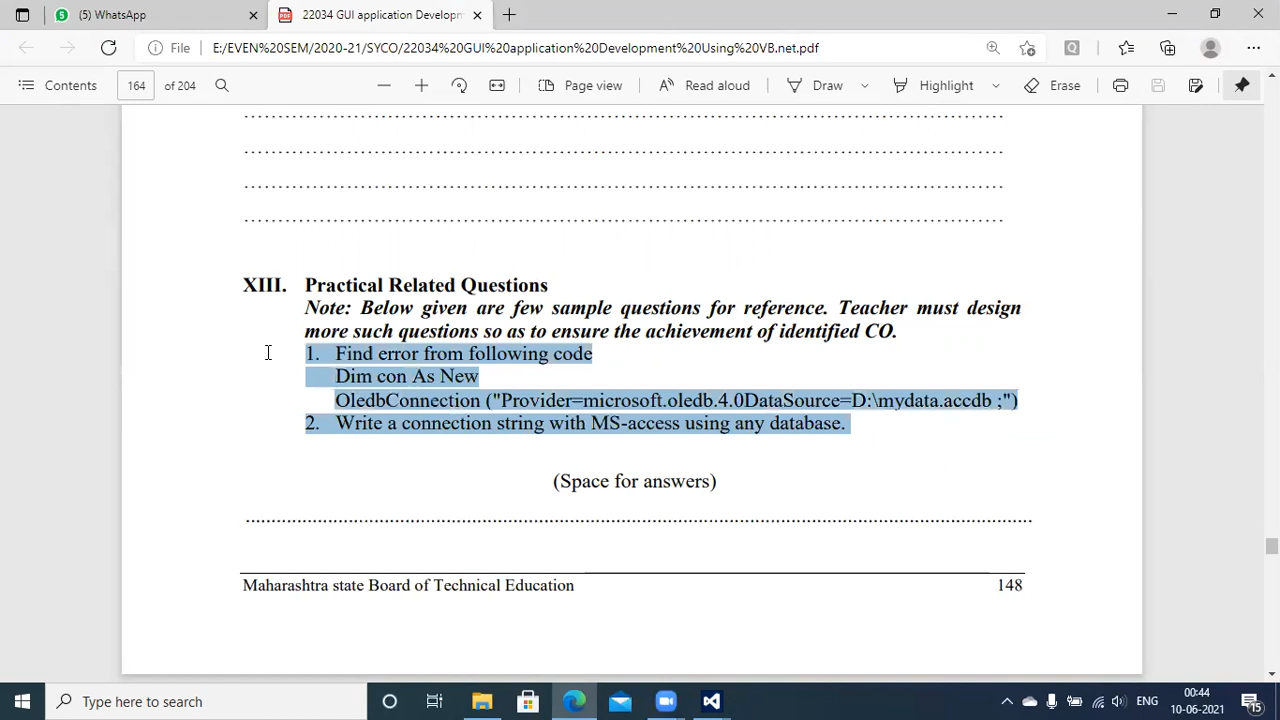 (5) WhatsApp
22034 GUI application Developm
File
E:/EVEN%20SEM/2020-21/SYCO/22034%20GUI%20application%20Development%20Using%20VB.net.pdf
Contents
164
of 204
Page view
Read aloud
Draw
Highlight
Erase
XIII. Practical Related Questions
Note: Below given are few sample questions for reference. Teacher must design
more such questions so as to ensure the achievement of identified CO.
1. Find error from following code
Dim con As New
OledbConnection ("Provider=microsoft.oledb.4.0DataSource=D:\mydata.accdb ;")
2. Write a connection string with MS-access using any database.
(Space for answers)
Maharashtra state Board of Technical Education
148
Type here to search
ENG
00:44
10-06-2021
15